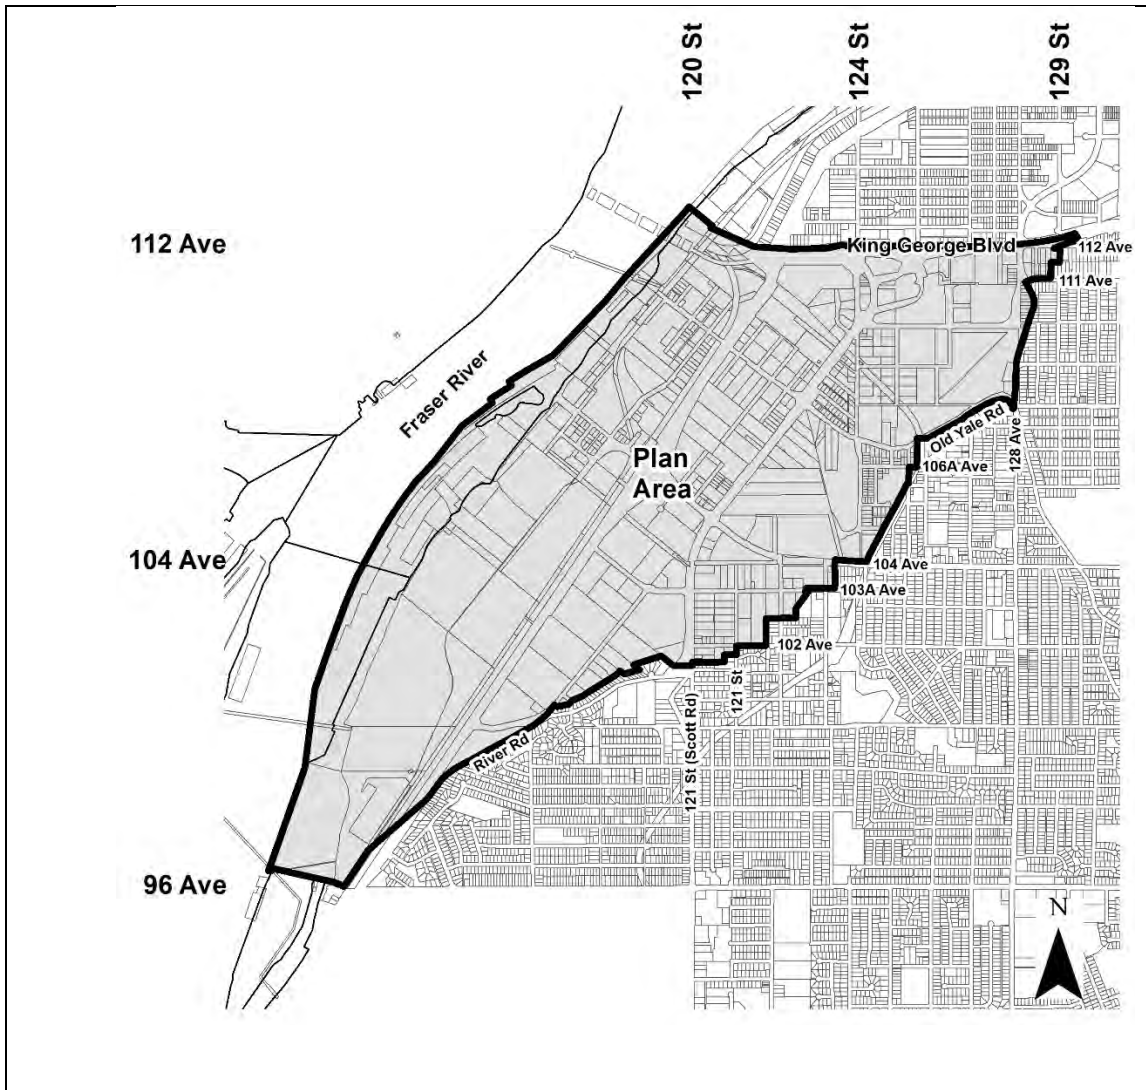 120 St
124 St
129 St
112 Ave
King George Blvd
112 Ave
111 Ave
Fraser River
Old Yale Rd
128 Ave
Plan
Area
106A Ave
104 Ave
104 Ave
103A Ave
102 Ave
121 St
121 St (Scott Rd)
River Rd
96 Ave
N